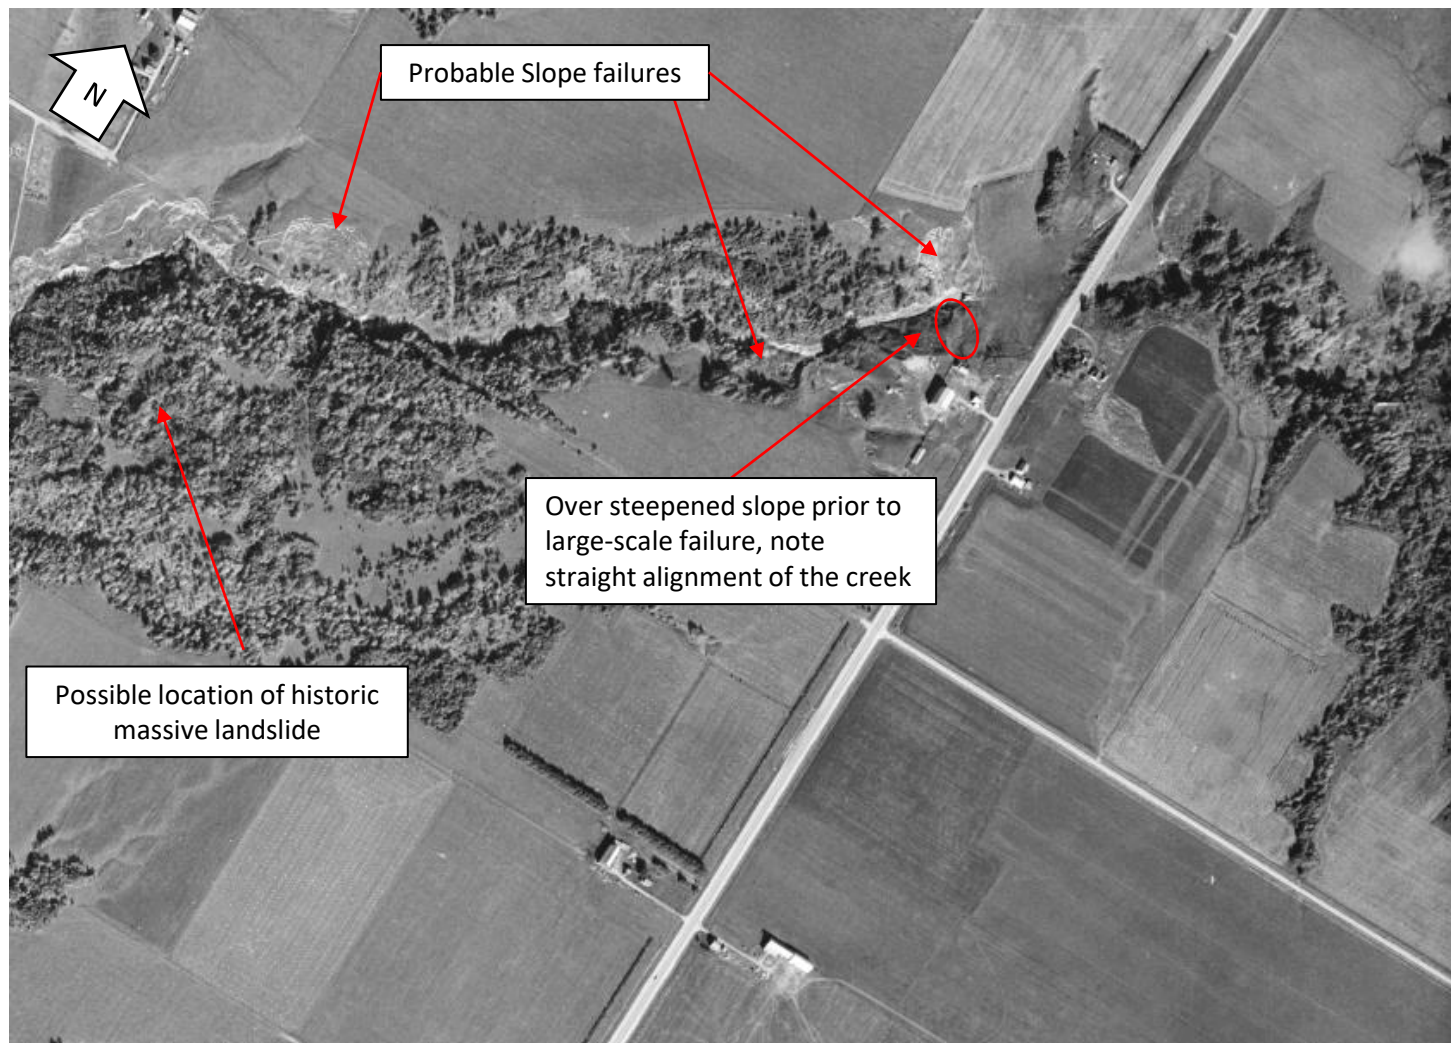 N
Probable Slope failures
Over steepened slope prior to
large-scale failure, note
straight alignment of the creek
Possible location of historic
massive landslide